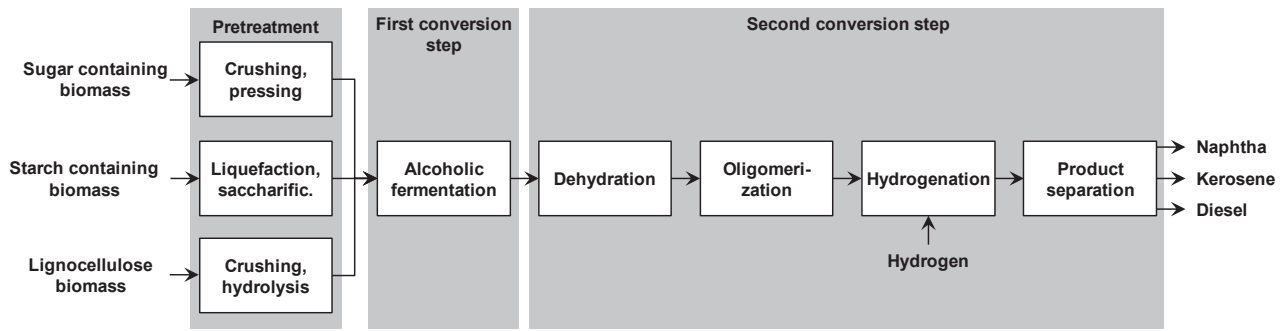 Pretreatment
First conversion
step
Second conversion step
Sugar containing
biomass
Crushing,
pressing
Starch containing
biomass
Liquefaction,
saccharific.
Lignocellulose
biomass
Crushing,
hydrolysis
Alcoholic
fermentation
Dehydration
Oligomeri-
zation
Hydrogenation
Hydrogen
Product
separation
Naphtha
Kerosene
Diesel